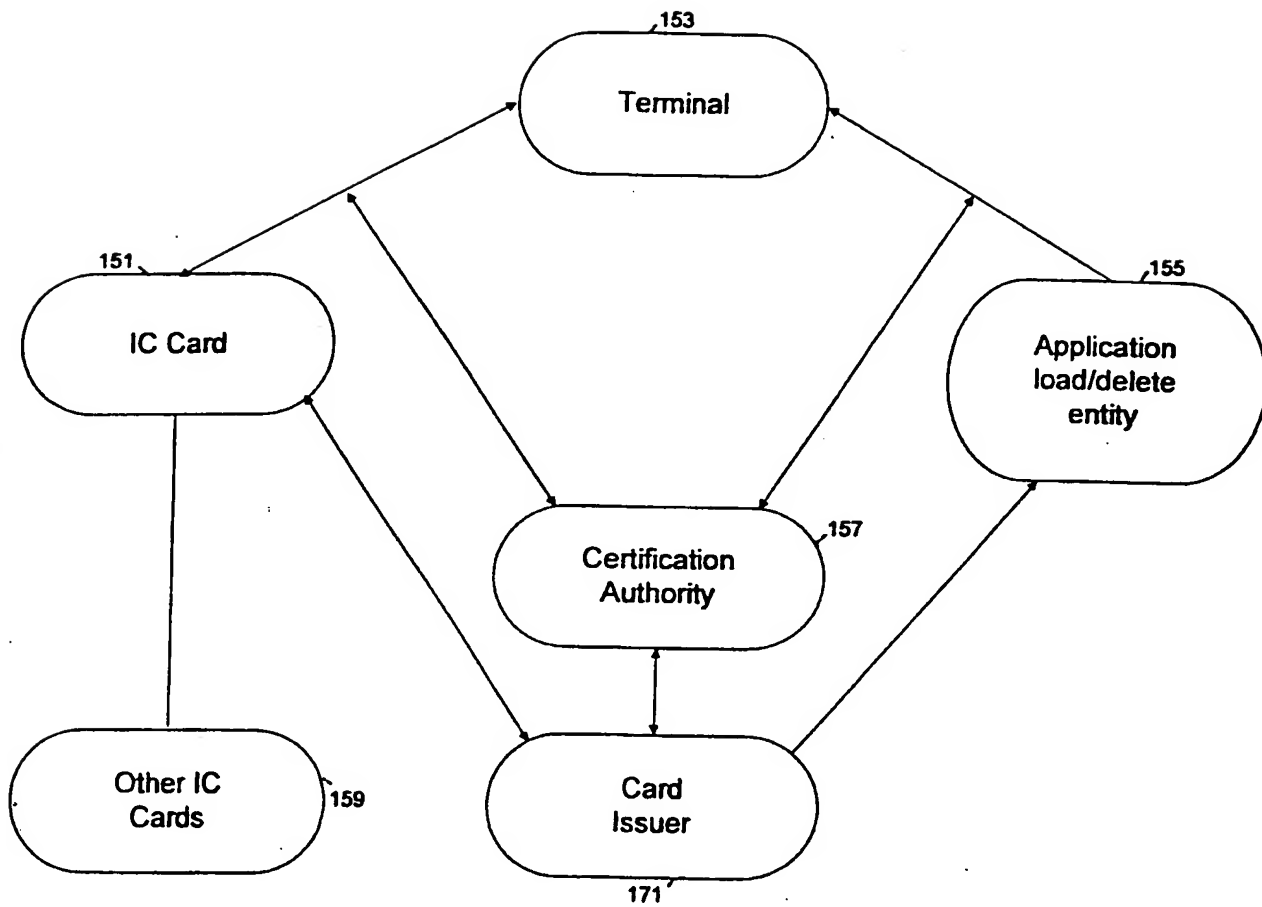 153
Terminal
151
IC Card
155
Application
load/delete
entity
157
Certification
Authority
Other IC
Cards
159
Card
Issuer
171